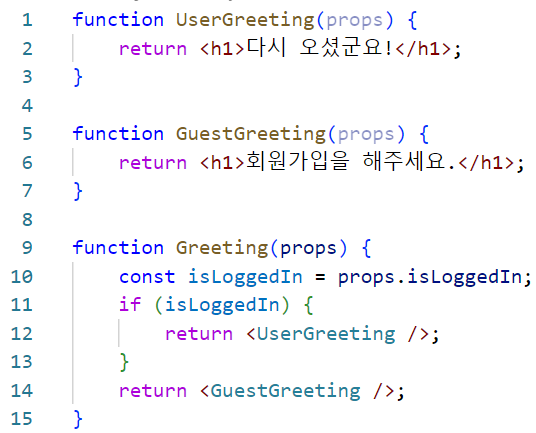 1 function UserGreeting(props) {
2     return <h1>다시 오셨군요!</h1>;
3 }
4
5 function GuestGreeting(props) {
6     return <h1>회원가입을 해주세요.</h1>;
7 }
8
9 function Greeting(props) {
10     const isLoggedIn = props.isLoggedIn;
11     if (isLoggedIn) {
12         return <UserGreeting />;
13     }
14     return <GuestGreeting />;
15 }